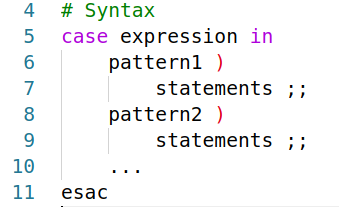 4 # Syntax
5 case expression in
6 pattern1 )
7 statements ;;
8 pattern2 )
9 statements ;;
10 ...
11 esac